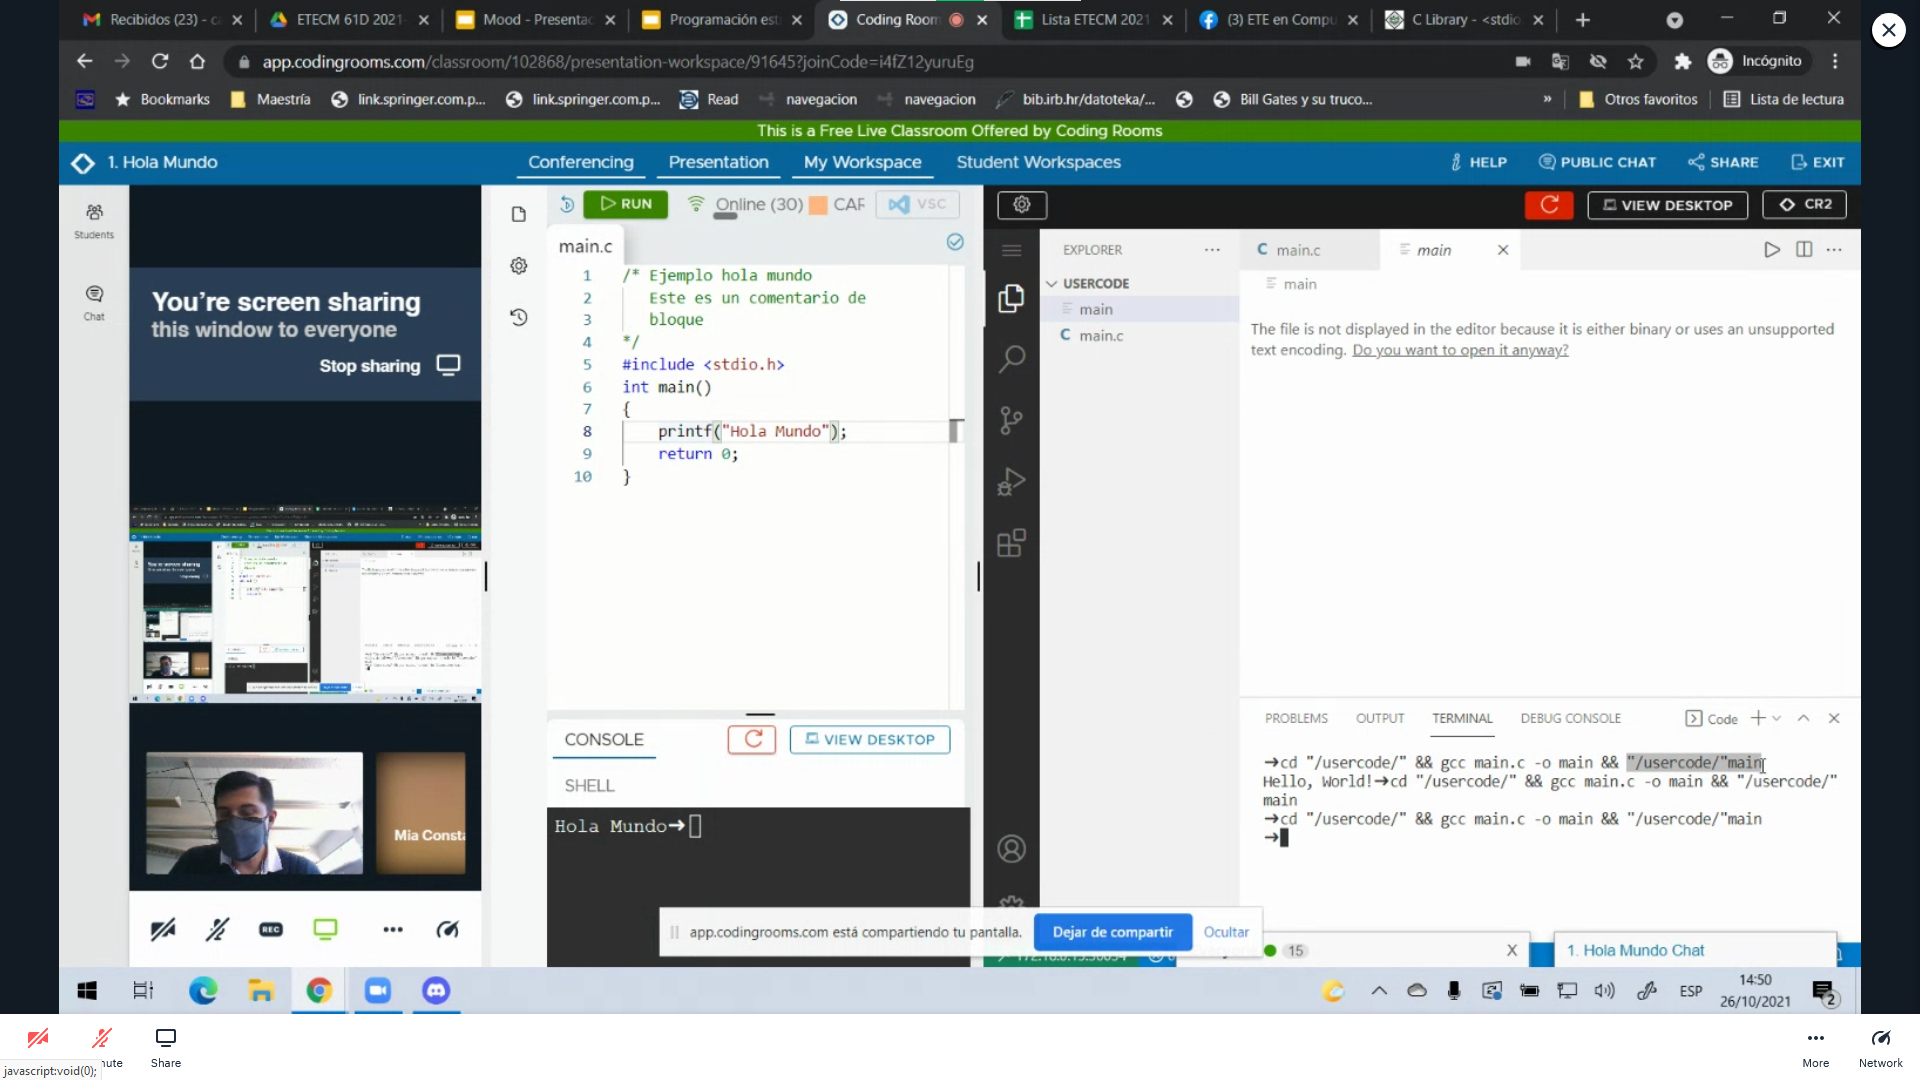 Recibidos (23) - ca
ETECM 61D 2021-
Mood - Presentac
Programación est
Coding Room
Lista ETECM 2021
(3) ETE en Compu
C Library - <stdio
app.codingrooms.com/classroom/102868/presentation-workspace/91645?joinCode=i4fZ12yuruEg
Incógnito
Bookmarks
Maestría
link.springer.com.p...
link.springer.com.p...
Read
navegacion
navegacion
bib.irb.hr/datoteka/...
Bill Gates y su truco...
»
Otros favoritos
Lista de lectura
This is a Free Live Classroom Offered by Coding Rooms
1. Hola Mundo
Conferencing
Presentation
My Workspace
Student Workspaces
HELP
PUBLIC CHAT
SHARE
EXIT
Students
Chat
You're screen sharing
this window to everyone
Stop sharing
Mia Consta
REC
RUN
Online (30)
CAR
VSC
main.c
1 /* Ejemplo hola mundo
2 Este es un comentario de
3 bloque
4 */
5 #include <stdio.h>
6 int main()
7 {
8 printf("Hola Mundo");
9 return 0;
10 }
CONSOLE
VIEW DESKTOP
SHELL
Hola Mundo➜
VIEW DESKTOP
CR2
EXPLORER
USERCODE
main
main.c
main.c
main
main
The file is not displayed in the editor because it is either binary or uses an unsupported
text encoding. Do you want to open it anyway?
PROBLEMS
OUTPUT
TERMINAL
DEBUG CONSOLE
Code
➜cd "/usercode/" && gcc main.c -o main && "/usercode/"main
Hello, World!➜cd "/usercode/" && gcc main.c -o main && "/usercode/"
main
➜cd "/usercode/" && gcc main.c -o main && "/usercode/"main
➜
app.codingrooms.com está compartiendo tu pantalla.
Dejar de compartir
Ocultar
15
X
1. Hola Mundo Chat
ESP
14:50
26/10/2021
2
Share
More
Network
javascript:void(0);